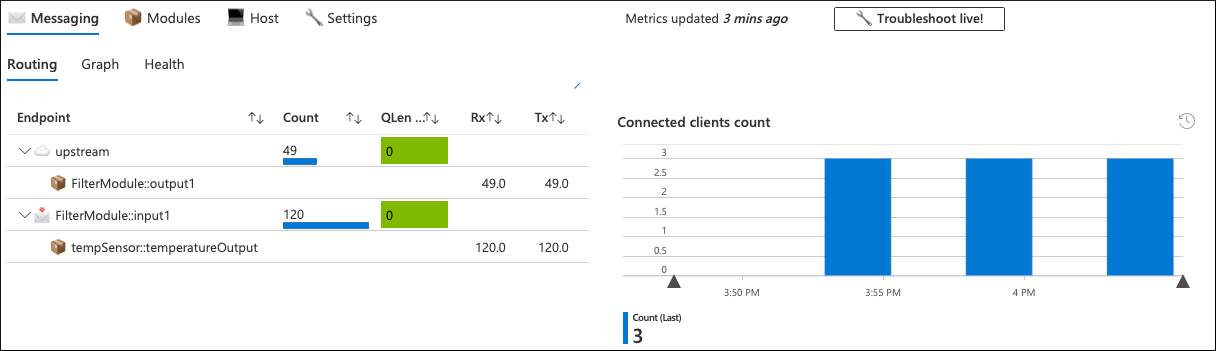 Messaging Modules Host Settings Metrics updated 3 mins ago Troubleshoot live!
Routing Graph Health
Endpoint Count QLen ... Rx Tx
upstream 49 0
FilterModule::output1 49.0 49.0
FilterModule::input1 120 0
tempSensor::temperatureOutput 120.0 120.0
Connected clients count
3
2.5
2
1.5
1
0.5
0
3:50 PM 3:55 PM 4 PM
Count (Last)
3